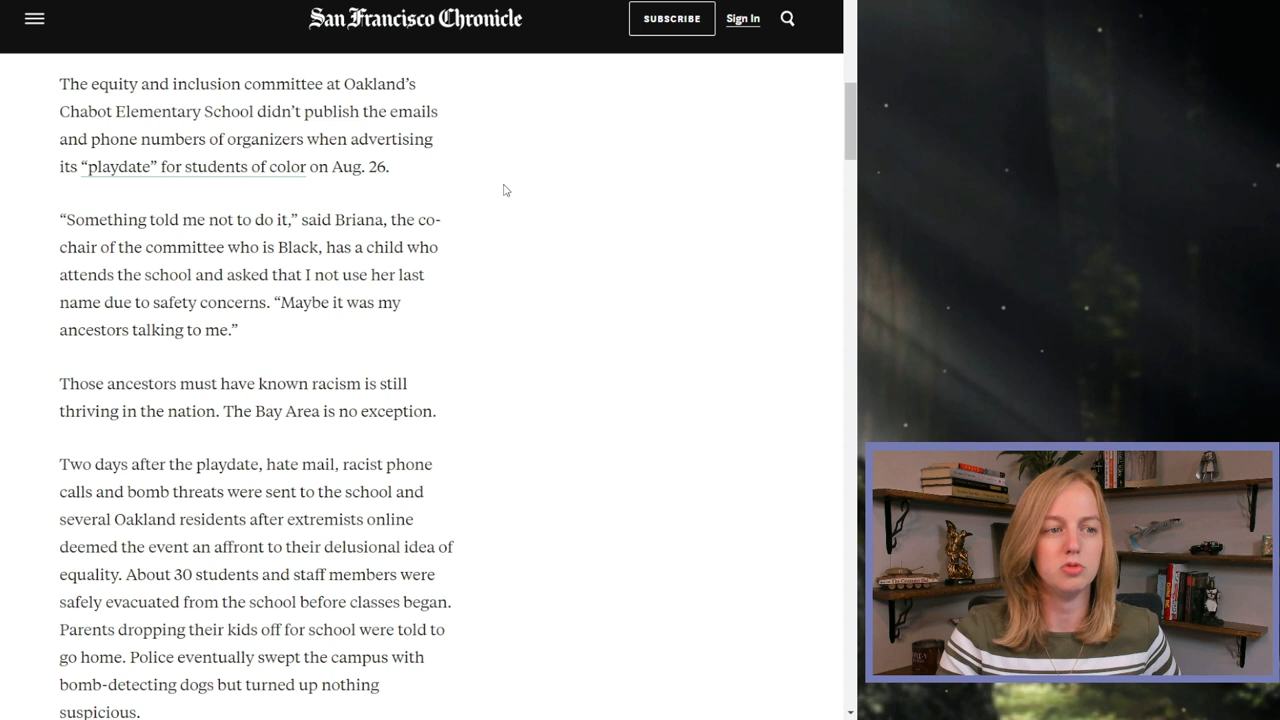 San Francisco Chronicle
SUBSCRIBE
Sign In
The equity and inclusion committee at Oakland’s
Chabot Elementary School didn’t publish the emails
and phone numbers of organizers when advertising
its “playdate” for students of color on Aug. 26.
“Something told me not to do it,” said Briana, the co-
chair of the committee who is Black, has a child who
attends the school and asked that I not use her last
name due to safety concerns. “Maybe it was my
ancestors talking to me.”
Those ancestors must have known racism is still
thriving in the nation. The Bay Area is no exception.
Two days after the playdate, hate mail, racist phone
calls and bomb threats were sent to the school and
several Oakland residents after extremists online
deemed the event an affront to their delusional idea of
equality. About 30 students and staff members were
safely evacuated from the school before classes began.
Parents dropping their kids off for school were told to
go home. Police eventually swept the campus with
bomb-detecting dogs but turned up nothing
suspicious.